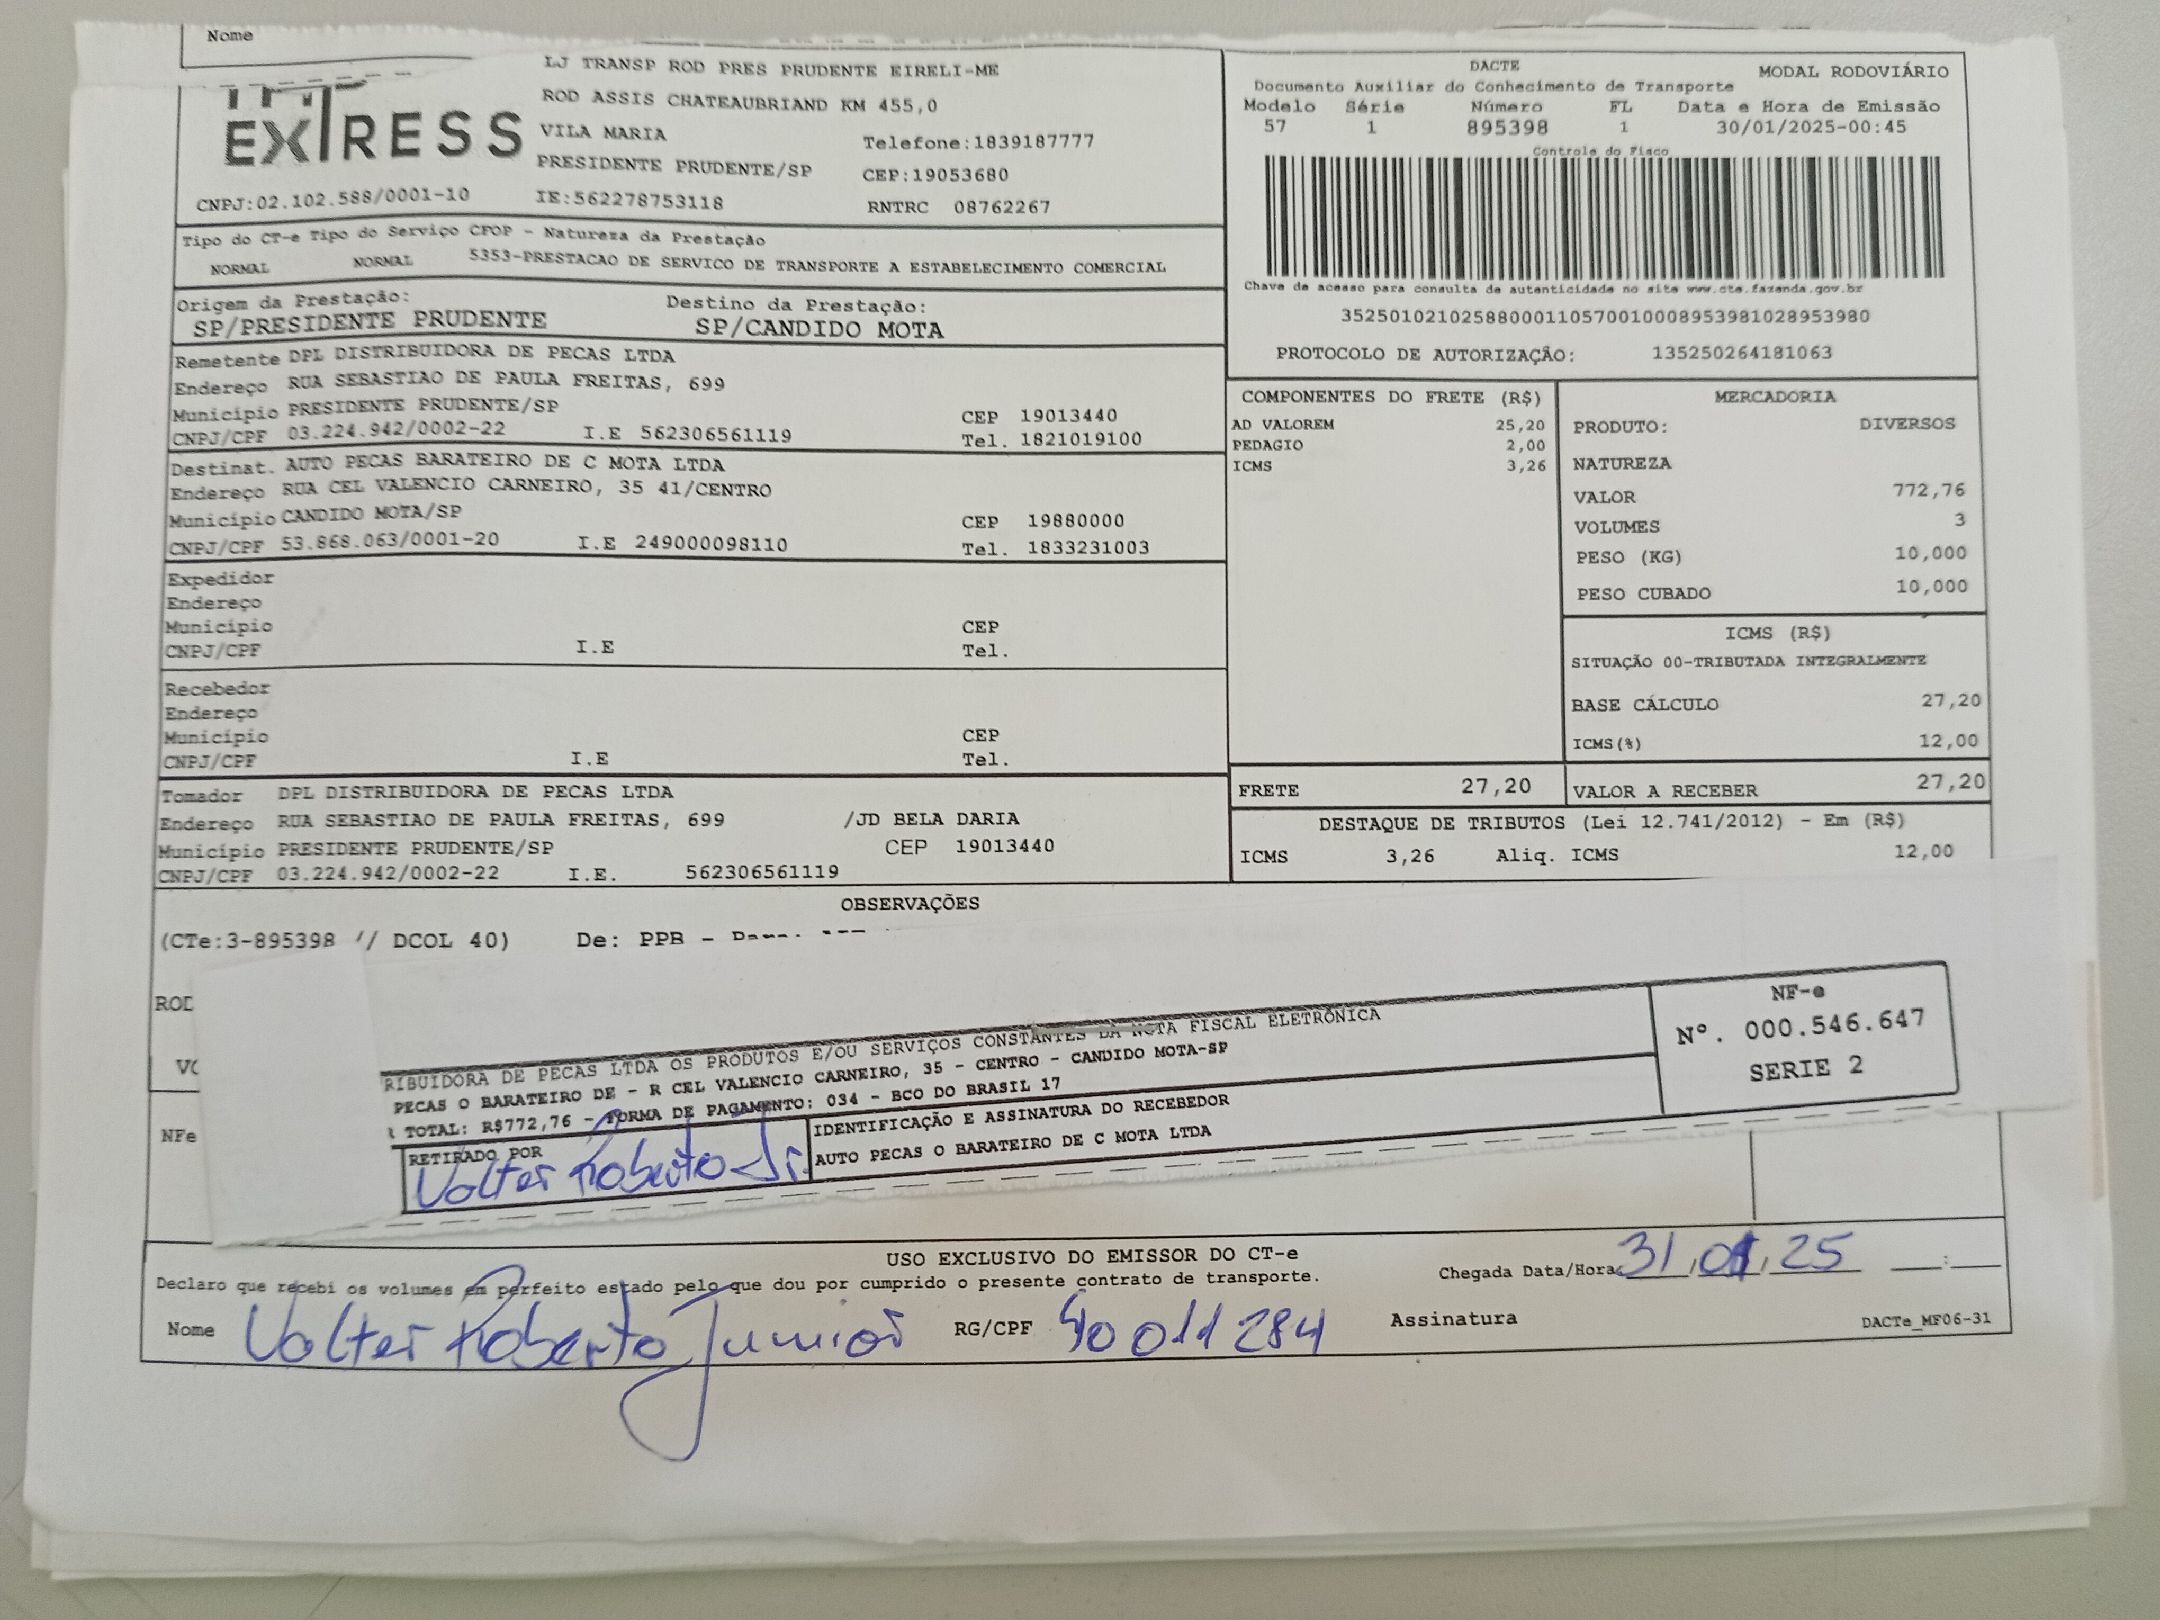 Nome
EXPRESS
LJ TRANSP ROD PRES PRUDENTE EIRELI-ME
ROD ASSIS CHATEAUBRIAND KM 455,0
VILA MARIA Telefone:1839187777
PRESIDENTE PRUDENTE/SP CEP:19053680
CNPJ:02.102.588/0001-10 IE:562278753118 RNTRC 08762267
DACTE MODAL RODOVIÁRIO
Documento Auxiliar do Conhecimento de Transporte
Modelo Série Número FL Data e Hora de Emissão
57 1 895398 1 30/01/2025-00:45
Controle do Fisco
Chave de acesso para consulta de autenticidade no site www.cte.fazenda.gov.br
35250102102588000110570010008953981028953980
PROTOCOLO DE AUTORIZAÇÃO: 135250264181063
Tipo do CT-e Tipo do Serviço CFOP - Natureza da Prestação
NORMAL NORMAL 5353-PRESTACAO DE SERVICO DE TRANSPORTE A ESTABELECIMENTO COMERCIAL
Origem da Prestação: Destino da Prestação:
SP/PRESIDENTE PRUDENTE SP/CANDIDO MOTA
Remetente DPL DISTRIBUIDORA DE PECAS LTDA
Endereço RUA SEBASTIAO DE PAULA FREITAS, 699
Município PRESIDENTE PRUDENTE/SP CEP 19013440
CNPJ/CPF 03.224.942/0002-22 I.E 562306561119 Tel. 1821019100
Destinat. AUTO PECAS BARATEIRO DE C MOTA LTDA
Endereço RUA CEL VALENCIO CARNEIRO, 35 41/CENTRO
Município CANDIDO MOTA/SP CEP 19880000
CNPJ/CPF 53.868.063/0001-20 I.E 249000098110 Tel. 1833231003
Expedidor
Endereço
Município CEP
CNPJ/CPF I.E Tel.
Recebedor
Endereço
Município CEP
CNPJ/CPF I.E Tel.
Tomador DPL DISTRIBUIDORA DE PECAS LTDA
Endereço RUA SEBASTIAO DE PAULA FREITAS, 699 /JD BELA DARIA
Município PRESIDENTE PRUDENTE/SP CEP 19013440
CNPJ/CPF 03.224.942/0002-22 I.E. 562306561119
COMPONENTES DO FRETE (R$)
AD VALOREM 25,20
PEDAGIO 2,00
ICMS 3,26
MERCADORIA
PRODUTO: DIVERSOS
NATUREZA
VALOR 772,76
VOLUMES 3
PESO (KG) 10,000
PESO CUBADO 10,000
ICMS (R$)
SITUAÇÃO 00-TRIBUTADA INTEGRALMENTE
BASE CÁLCULO 27,20
ICMS(%) 12,00
FRETE 27,20 VALOR A RECEBER 27,20
DESTAQUE DE TRIBUTOS (Lei 12.741/2012) - Em (R$)
ICMS 3,26 Aliq. ICMS 12,00
OBSERVAÇÕES
(CTe:3-895398 // DCOL 40) De: PPB -
ROD
VO
NFe
RIBUIDORA DE PECAS LTDA OS PRODUTOS E/OU SERVIÇOS CONSTANTES DA NOTA FISCAL ELETRÔNICA
PECAS O BARATEIRO DE - R CEL VALENCIO CARNEIRO, 35 - CENTRO - CANDIDO MOTA-SP
TOTAL: R$772,76 - FORMA DE PAGAMENTO: 034 - BCO DO BRASIL 17
RETIRADO POR
Volter Roberto Jr.
IDENTIFICAÇÃO E ASSINATURA DO RECEBEDOR
AUTO PECAS O BARATEIRO DE C MOTA LTDA
NF-e
Nº. 000.546.647
SERIE 2
USO EXCLUSIVO DO EMISSOR DO CT-e
Declaro que recebi os volumes em perfeito estado pelo que dou por cumprido o presente contrato de transporte.
Chegada Data/Hora: 31/01/25
Nome Volter Roberto Junior RG/CPF 40 011 284 Assinatura
DACTe_MF06-31